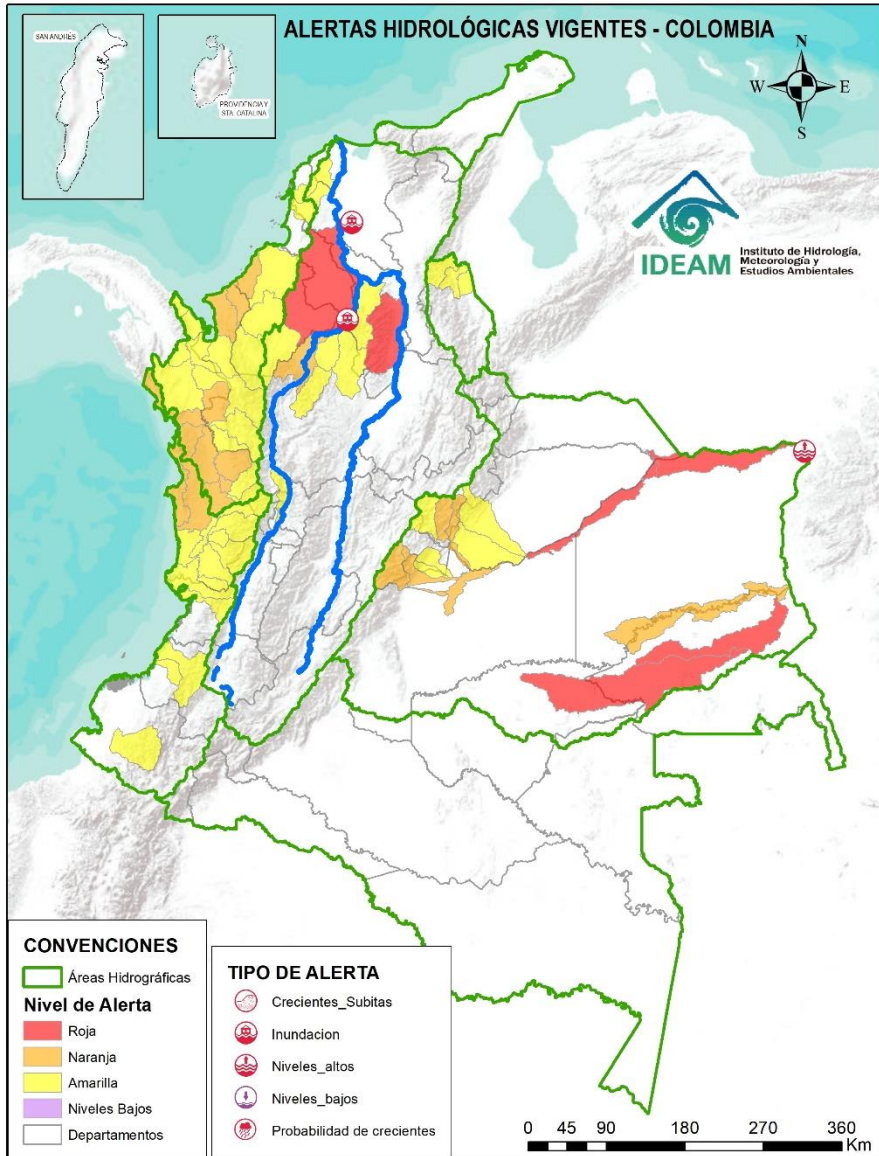 ALERTAS HIDROLÓGICAS VIGENTES - COLOMBIA
SAN ANDRÉS
PROVIDENCIA Y
STA. CATALINA
N
W
E
S
IDEAM
Instituto de Hidrología,
Meteorología y
Estudios Ambientales
CONVENCIONES
Áreas Hidrográficas
Nivel de Alerta
Roja
Naranja
Amarilla
Niveles Bajos
Departamentos
TIPO DE ALERTA
Crecientes_Subitas
Inundacion
Niveles_altos
Niveles_bajos
Probabilidad de crecientes
0 45 90 180 270 360
Km